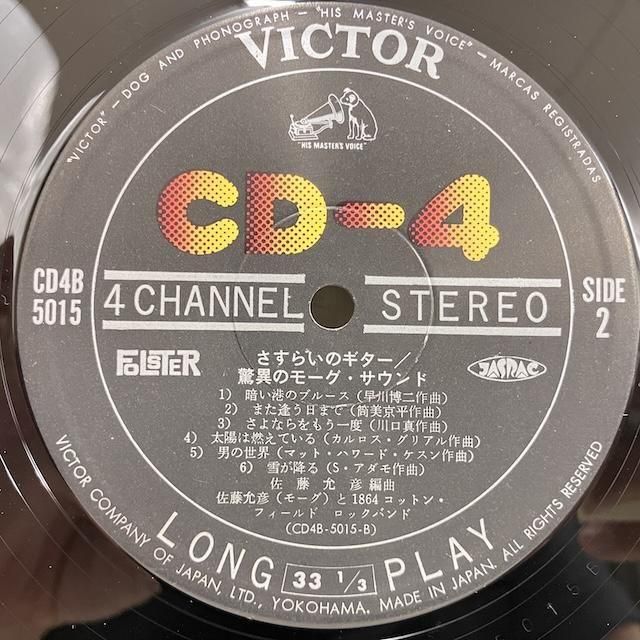 "VICTOR" — DOG AND PHONOGRAPH — "HIS MASTER'S VOICE" — MARCAS REGISTRADAS
VICTOR
"HIS MASTER'S VOICE"
CD-4
CD4B
5015
4 CHANNEL STEREO
SIDE
2
JASRAC
さすらいのギター/
驚異のモーグ・サウンド
1) 暗い港のブルース (早川博二作曲)
2) また逢う日まで (筒美京平作曲)
3) さよならをもう一度 (川口真作曲)
4) 太陽は燃えている (カルロス・グリアル作曲)
5) 男の世界 (マット・ハワード・ケスン作曲)
6) 雪が降る (S・アダモ作曲)
佐藤允彦編曲
佐藤允彦(モーグ)と1864コットン・
フィールド ロックバンド
(CD4B-5015-B)
LONG 33 1/3 PLAY
VICTOR COMPANY OF JAPAN, LTD., YOKOHAMA. MADE IN JAPAN. ALL RIGHTS RESERVED